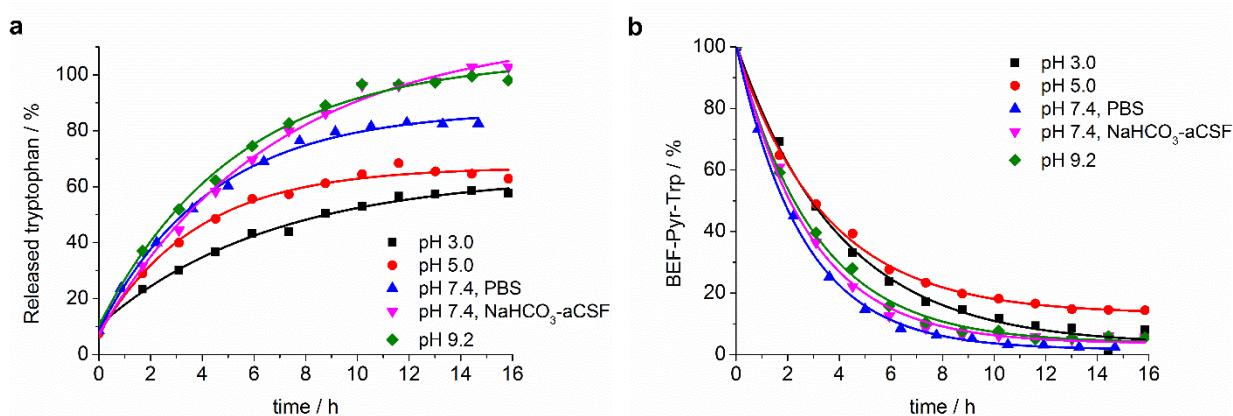 a
Released tryptophan / %
100
80
60
40
20
0
0 2 4 6 8 10 12 14 16
time / h
pH 3.0
pH 5.0
pH 7.4, PBS
pH 7.4, NaHCO₃-aCSF
pH 9.2
b
BEF-Pyr-Trp / %
100
80
60
40
20
0
0 2 4 6 8 10 12 14 16
time / h
pH 3.0
pH 5.0
pH 7.4, PBS
pH 7.4, NaHCO₃-aCSF
pH 9.2